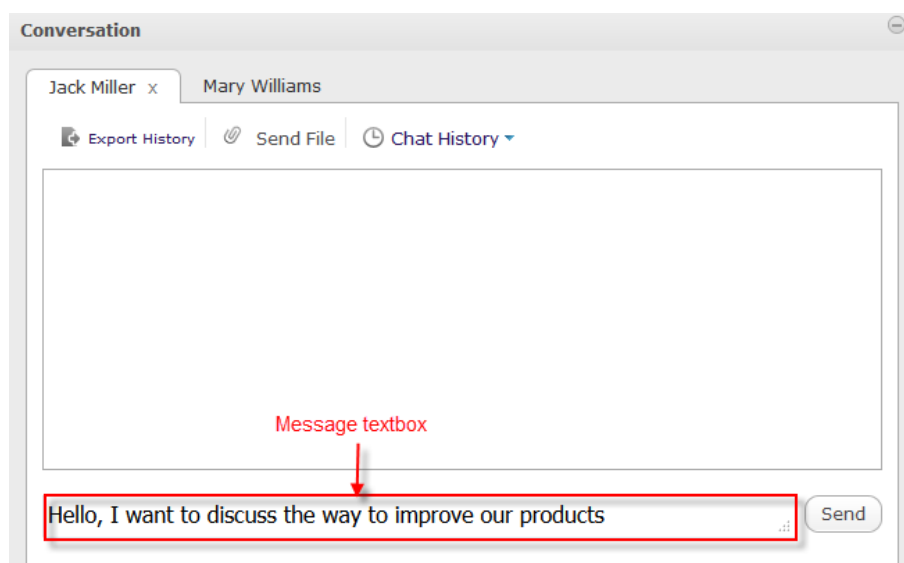 Conversation
Jack Miller x Mary Williams
Export History Send File Chat History
Message textbox
Hello, I want to discuss the way to improve our products Send